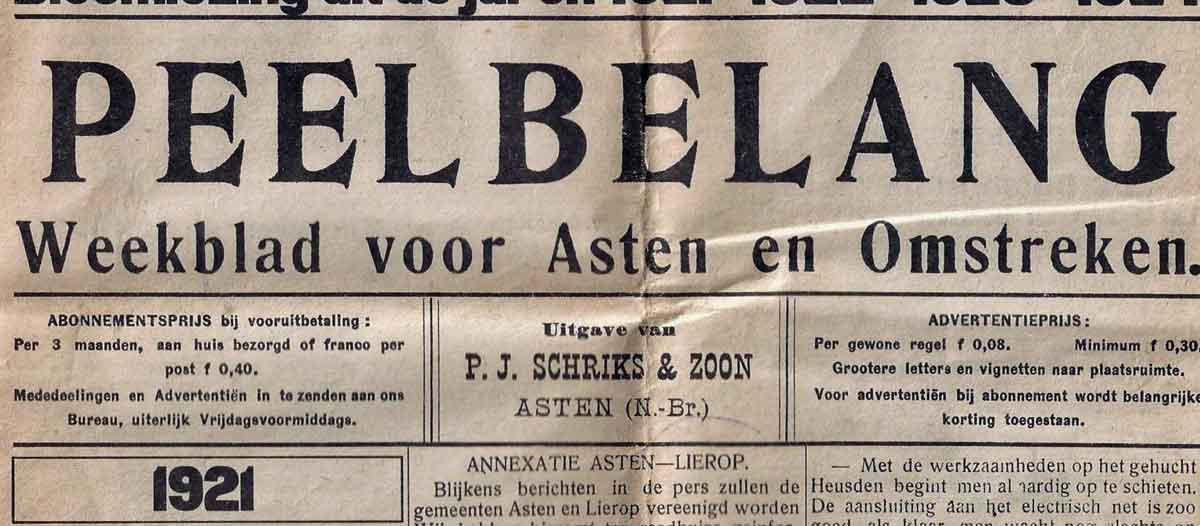 PEELBELANG
Weekblad voor Asten en Omstreken.
ABONNEMENTSPRIJS bij vooruitbetaling:
Per 3 maanden, aan huis bezorgd of franco per
post f 0,40.
Mededeelingen en Advertentiën in te zenden aan ons
Bureau, uiterlijk Vrijdagsvoormiddags.
Uitgave van
P. J. SCHRIKS & ZOON
ASTEN (N.-Br.)
ADVERTENTIEPRIJS:
Per gewone regel f 0,08. Minimum f 0,30
Grootere letters en vignetten naar plaatsruimte.
Voor advertentiën bij abonnement wordt belangrijke
korting toegestaan.
1921
ANNEXATIE ASTEN—LIEROP.
Blijkens berichten in de pers zullen de
gemeenten Asten en Lierop vereenigd worden
— Met de werkzaamheden op het gehucht
Heusden begint men al aardig op te schieten.
De aansluiting aan het electrisch net is zoo